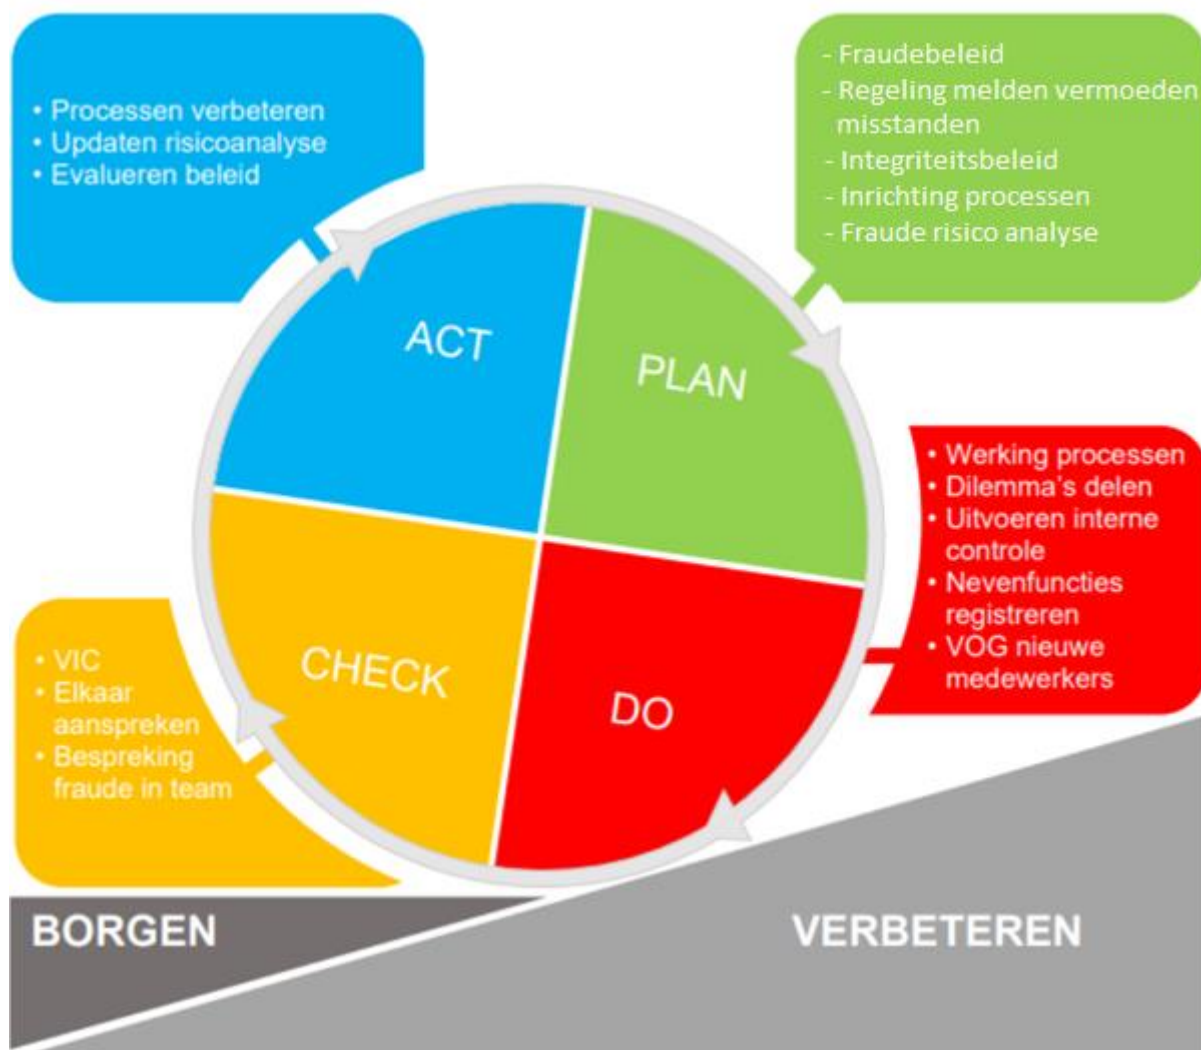 • Processen verbeteren
• Updaten risicoanalyse
• Evalueren beleid
- Fraudebeleid
- Regeling melden vermoeden
misstanden
- Integriteitsbeleid
- Inrichting processen
- Fraude risico analyse
ACT
PLAN
• Werking processen
• Dilemma's delen
• Uitvoeren interne
controle
• Nevenfuncties
registreren
• VOG nieuwe
medewerkers
CHECK
DO
• VIC
• Elkaar
aanspreken
• Bespreking
fraude in team
BORGEN
VERBETEREN